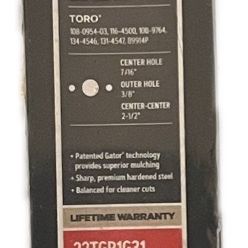 TORO®
108-0954-03, 116-4500, 108-9764,
134-4546, 131-4547, 89914P
CENTER HOLE
7/16"
OUTER HOLE
3/8"
CENTER-CENTER
2-1/2"
• Patented Gator® technology
provides superior mulching
• Sharp, premium hardened steel
• Balanced for cleaner cuts
LIFETIME WARRANTY